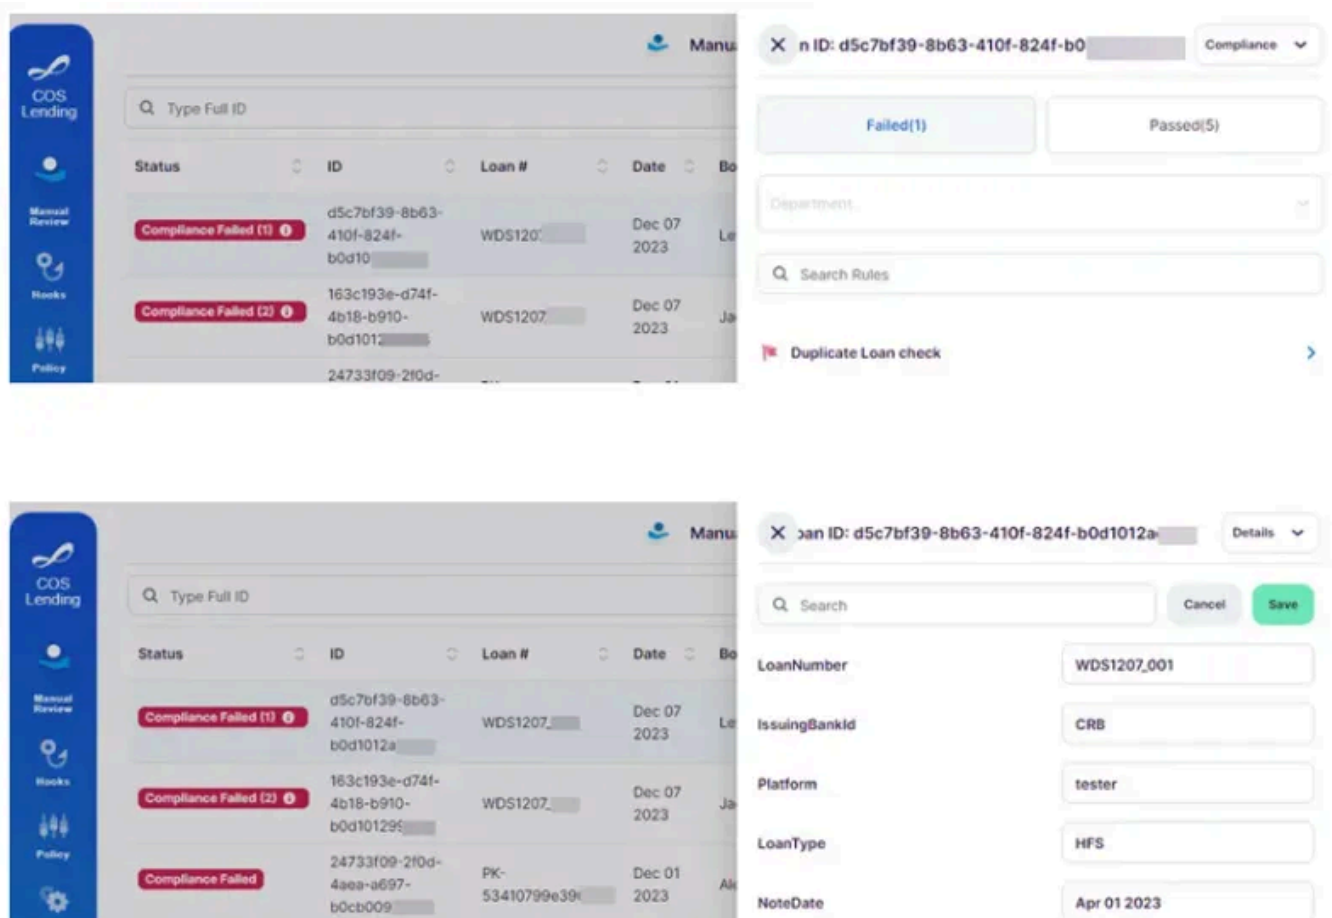 Manu
n ID: d5c7bf39-8b63-410f-824f-b0
Compliance
COS
Lending
Type Full ID
Failed(1)
Passed(5)
Status
ID
Loan #
Date
Bo
Manual
Review
Department
d5c7bf39-8b63-
Compliance Failed (1)
410f-824f-
WDS120
Dec 07
2023
Le
b0d10
Search Rules
Hooks
163c193e-d74f-
Compliance Failed (2)
4b18-b910-
WDS1207
Dec 07
2023
Ja
b0d1012
Duplicate Loan check
Policy
24733f09-2f0d-
Manu
oan ID: d5c7bf39-8b63-410f-824f-b0d1012a
Details
COS
Lending
Type Full ID
Search
Cancel
Save
Status
ID
Loan #
Date
Bo
LoanNumber
WDS1207_001
Manual
Review
d5c7bf39-8b63-
Compliance Failed (1)
410f-824f-
WDS1207_
Dec 07
2023
Le
b0d1012a
IssuingBankId
CRB
Hooks
163c193e-d74f-
Compliance Failed (2)
4b18-b910-
WDS1207_
Dec 07
2023
Ja
b0d101299
Platform
tester
Policy
LoanType
HFS
24733f09-2f0d-
Compliance Failed
4aea-a697-
PK-
53410799e39
Dec 01
2023
b0cb009
NoteDate
Apr 01 2023